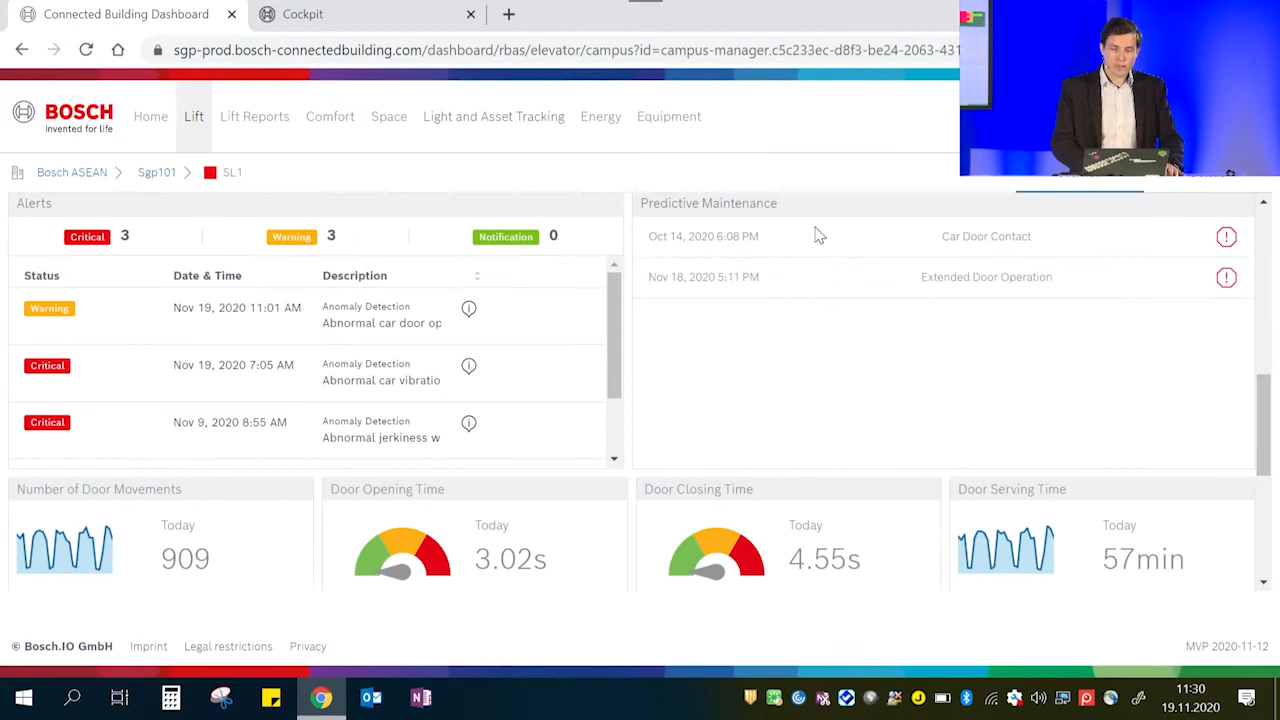 Connected Building Dashboard
Cockpit
sgp-prod.bosch-connectedbuilding.com/dashboard/rbas/elevator/campus?id=campus-manager.c5c233ec-d8f3-be24-2063-431
BOSCH
Invented for life
Home
Lift
Lift Reports
Comfort
Space
Light and Asset Tracking
Energy
Equipment
Bosch ASEAN
Sgp101
SL1
Alerts
Critical 3
Warning 3
Notification 0
Status Date & Time Description
Warning Nov 19, 2020 11:01 AM Anomaly Detection
Abnormal car door op
Critical Nov 19, 2020 7:05 AM Anomaly Detection
Abnormal car vibratio
Critical Nov 9, 2020 8:55 AM Anomaly Detection
Abnormal jerkiness w
Predictive Maintenance
Oct 14, 2020 6:08 PM Car Door Contact
Nov 18, 2020 5:11 PM Extended Door Operation
Number of Door Movements
Today
909
Door Opening Time
Today
3.02s
Door Closing Time
Today
4.55s
Door Serving Time
Today
57min
© Bosch.IO GmbH Imprint Legal restrictions Privacy
MVP 2020-11-12
11:30
19.11.2020